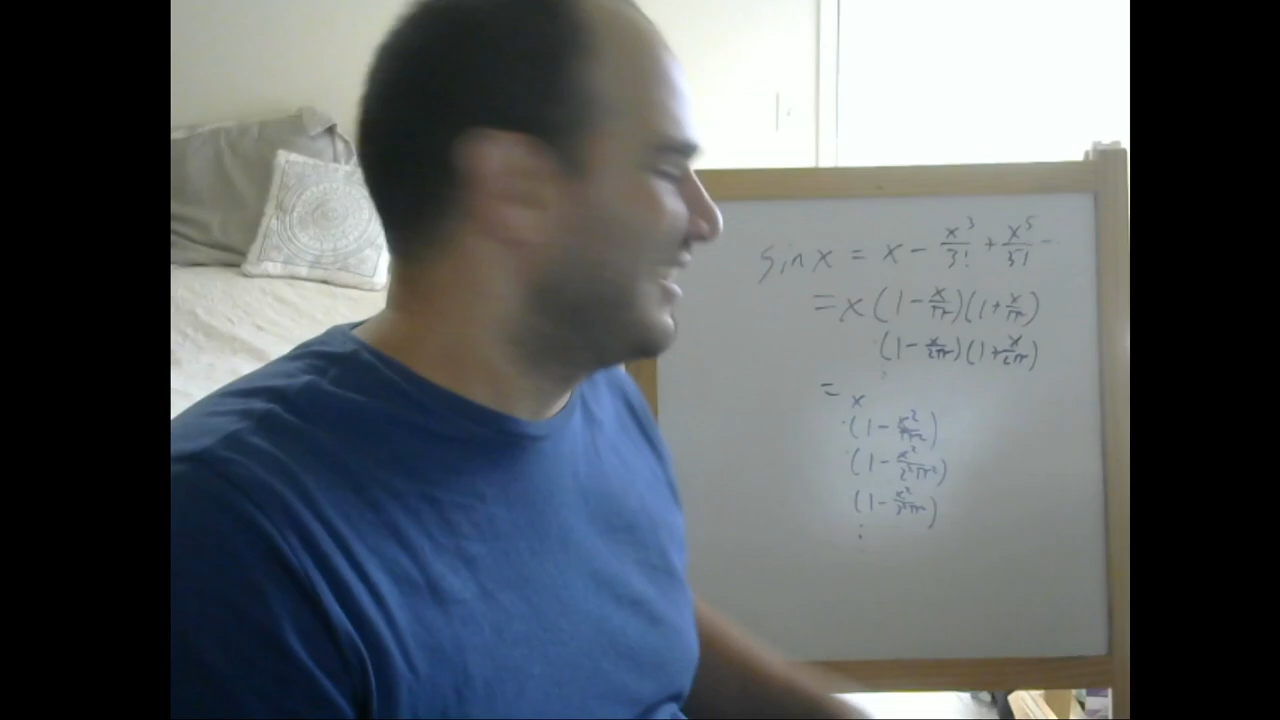 sin x = x - x³/3! + x⁵/5! - 
= x (1 - x/π)(1 + x/π)
(1 - x/2π)(1 + x/2π)
⋮
= x
·(1 - x²/π²)
·(1 - x²/2²π²)
(1 - x²/3²π)
⋮